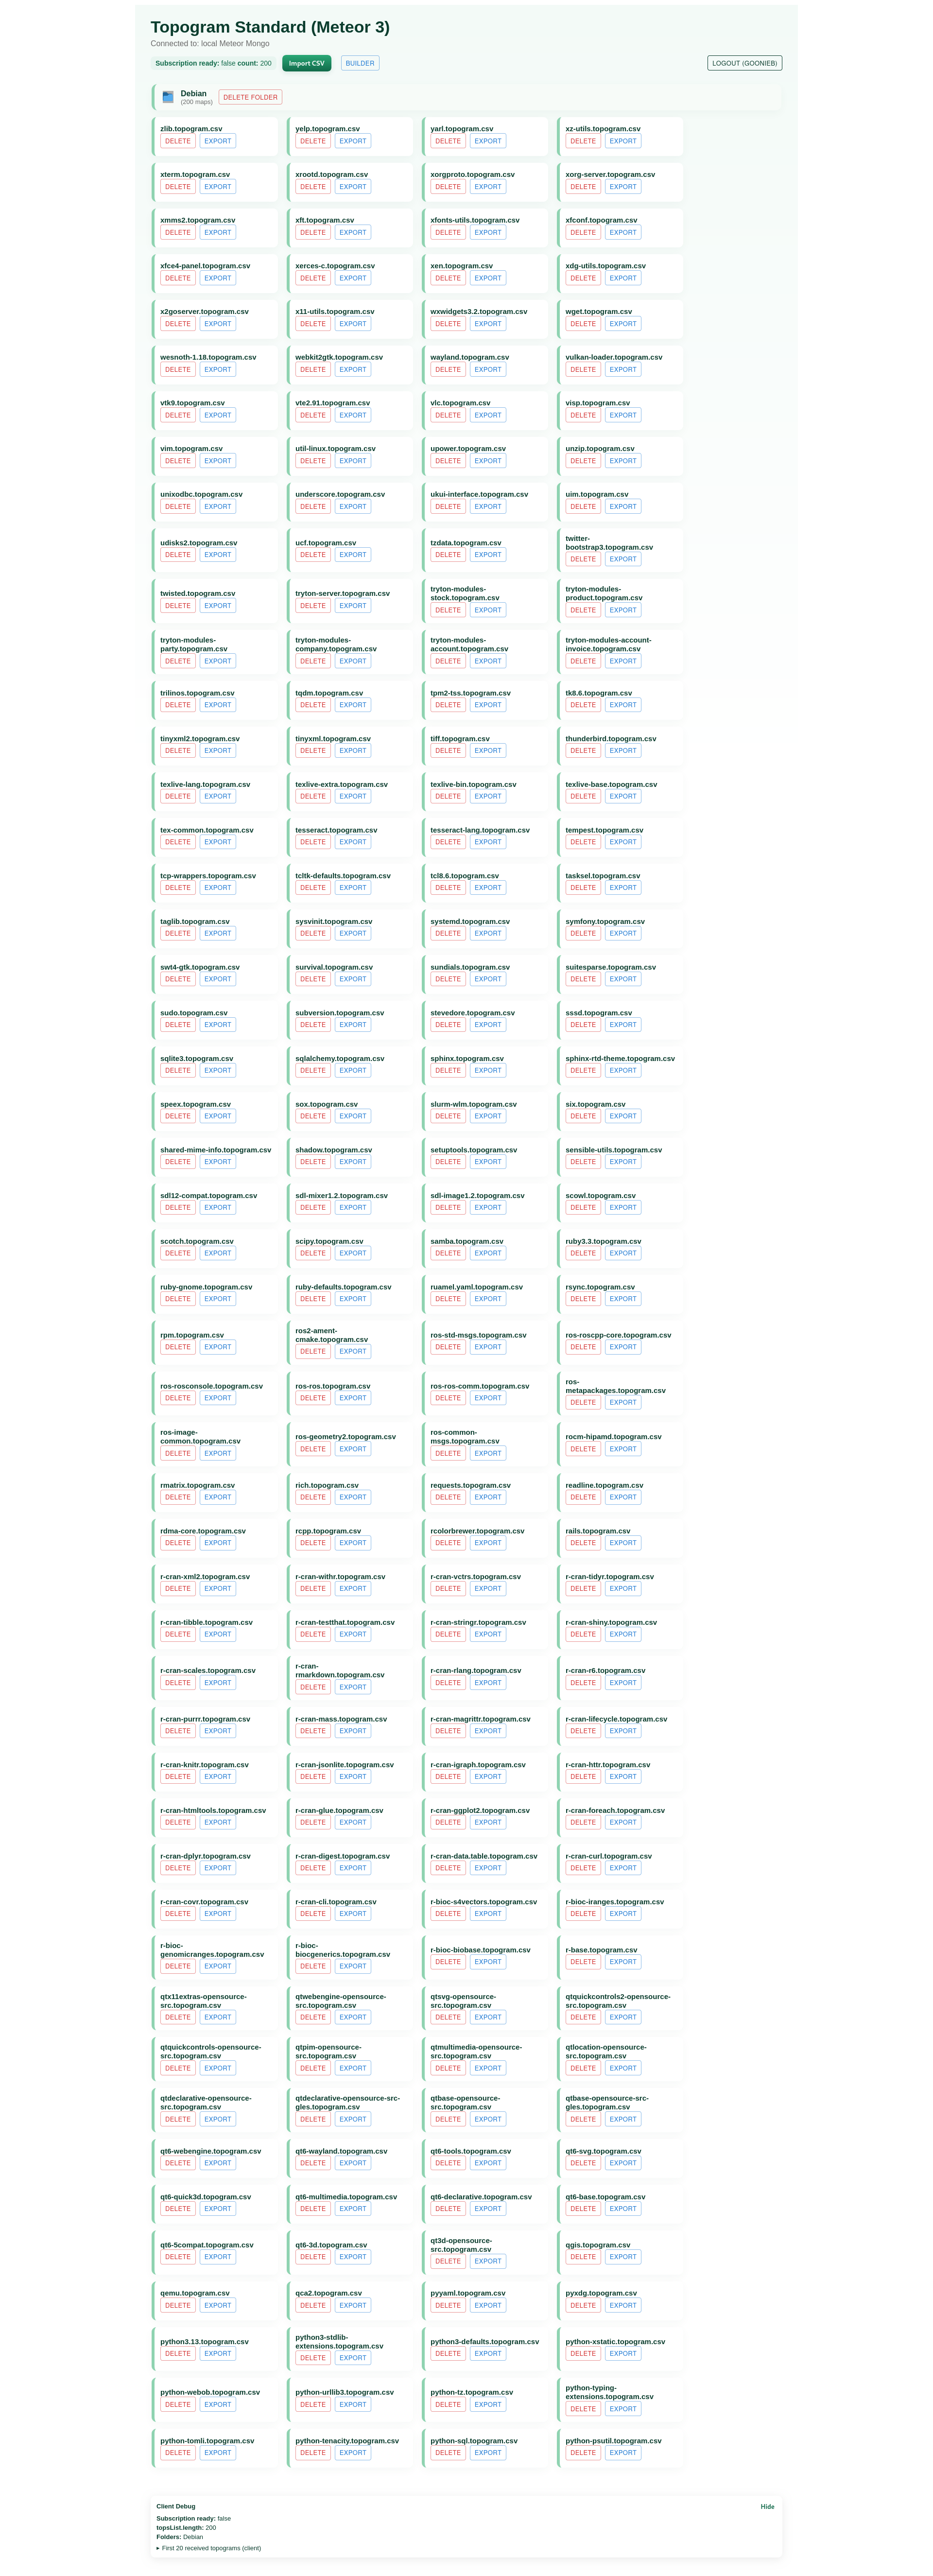 Topogram Standard (Meteor 3)
Connected to: local Meteor Mongo
Subscription ready: false count: 200 Import CSV BUILDER LOGOUT (GOONIEB)
Debian
(200 maps)
DELETE FOLDER
zlib.topogram.csv yelp.topogram.csv yarl.topogram.csv xz-utils.topogram.csv
DELETE EXPORT DELETE EXPORT DELETE EXPORT DELETE EXPORT
xterm.topogram.csv xrootd.topogram.csv xorgproto.topogram.csv xorg-server.topogram.csv
DELETE EXPORT DELETE EXPORT DELETE EXPORT DELETE EXPORT
xmms2.topogram.csv xft.topogram.csv xfonts-utils.topogram.csv xfconf.topogram.csv
DELETE EXPORT DELETE EXPORT DELETE EXPORT DELETE EXPORT
xfce4-panel.topogram.csv xerces-c.topogram.csv xen.topogram.csv xdg-utils.topogram.csv
DELETE EXPORT DELETE EXPORT DELETE EXPORT DELETE EXPORT
x2goserver.topogram.csv x11-utils.topogram.csv wxwidgets3.2.topogram.csv wget.topogram.csv
DELETE EXPORT DELETE EXPORT DELETE EXPORT DELETE EXPORT
wesnoth-1.18.topogram.csv webkit2gtk.topogram.csv wayland.topogram.csv vulkan-loader.topogram.csv
DELETE EXPORT DELETE EXPORT DELETE EXPORT DELETE EXPORT
vtk9.topogram.csv vte2.91.topogram.csv vlc.topogram.csv visp.topogram.csv
DELETE EXPORT DELETE EXPORT DELETE EXPORT DELETE EXPORT
vim.topogram.csv util-linux.topogram.csv upower.topogram.csv unzip.topogram.csv
DELETE EXPORT DELETE EXPORT DELETE EXPORT DELETE EXPORT
unixodbc.topogram.csv underscore.topogram.csv ukui-interface.topogram.csv uim.topogram.csv
DELETE EXPORT DELETE EXPORT DELETE EXPORT DELETE EXPORT
udisks2.topogram.csv ucf.topogram.csv tzdata.topogram.csv twitter-
bootstrap3.topogram.csv
DELETE EXPORT DELETE EXPORT DELETE EXPORT DELETE EXPORT
twisted.topogram.csv tryton-server.topogram.csv tryton-modules- tryton-modules-
stock.topogram.csv product.topogram.csv
DELETE EXPORT DELETE EXPORT DELETE EXPORT DELETE EXPORT
tryton-modules- tryton-modules- tryton-modules- tryton-modules-account-
party.topogram.csv company.topogram.csv account.topogram.csv invoice.topogram.csv
DELETE EXPORT DELETE EXPORT DELETE EXPORT DELETE EXPORT
trilinos.topogram.csv tqdm.topogram.csv tpm2-tss.topogram.csv tk8.6.topogram.csv
DELETE EXPORT DELETE EXPORT DELETE EXPORT DELETE EXPORT
tinyxml2.topogram.csv tinyxml.topogram.csv tiff.topogram.csv thunderbird.topogram.csv
DELETE EXPORT DELETE EXPORT DELETE EXPORT DELETE EXPORT
texlive-lang.topogram.csv texlive-extra.topogram.csv texlive-bin.topogram.csv texlive-base.topogram.csv
DELETE EXPORT DELETE EXPORT DELETE EXPORT DELETE EXPORT
tex-common.topogram.csv tesseract.topogram.csv tesseract-lang.topogram.csv tempest.topogram.csv
DELETE EXPORT DELETE EXPORT DELETE EXPORT DELETE EXPORT
tcp-wrappers.topogram.csv tcltk-defaults.topogram.csv tcl8.6.topogram.csv tasksel.topogram.csv
DELETE EXPORT DELETE EXPORT DELETE EXPORT DELETE EXPORT
taglib.topogram.csv sysvinit.topogram.csv systemd.topogram.csv symfony.topogram.csv
DELETE EXPORT DELETE EXPORT DELETE EXPORT DELETE EXPORT
swt4-gtk.topogram.csv survival.topogram.csv sundials.topogram.csv suitesparse.topogram.csv
DELETE EXPORT DELETE EXPORT DELETE EXPORT DELETE EXPORT
sudo.topogram.csv subversion.topogram.csv stevedore.topogram.csv sssd.topogram.csv
DELETE EXPORT DELETE EXPORT DELETE EXPORT DELETE EXPORT
sqlite3.topogram.csv sqlalchemy.topogram.csv sphinx.topogram.csv sphinx-rtd-theme.topogram.csv
DELETE EXPORT DELETE EXPORT DELETE EXPORT DELETE EXPORT
speex.topogram.csv sox.topogram.csv slurm-wlm.topogram.csv six.topogram.csv
DELETE EXPORT DELETE EXPORT DELETE EXPORT DELETE EXPORT
shared-mime-info.topogram.csv shadow.topogram.csv setuptools.topogram.csv sensible-utils.topogram.csv
DELETE EXPORT DELETE EXPORT DELETE EXPORT DELETE EXPORT
sdl12-compat.topogram.csv sdl-mixer1.2.topogram.csv sdl-image1.2.topogram.csv scowl.topogram.csv
DELETE EXPORT DELETE EXPORT DELETE EXPORT DELETE EXPORT
scotch.topogram.csv scipy.topogram.csv samba.topogram.csv ruby3.3.topogram.csv
DELETE EXPORT DELETE EXPORT DELETE EXPORT DELETE EXPORT
ruby-gnome.topogram.csv ruby-defaults.topogram.csv ruamel.yaml.topogram.csv rsync.topogram.csv
DELETE EXPORT DELETE EXPORT DELETE EXPORT DELETE EXPORT
rpm.topogram.csv ros2-ament- ros-std-msgs.topogram.csv ros-roscpp-core.topogram.csv
cmake.topogram.csv
DELETE EXPORT DELETE EXPORT DELETE EXPORT DELETE EXPORT
ros-rosconsole.topogram.csv ros-ros.topogram.csv ros-ros-comm.topogram.csv ros-
metapackages.topogram.csv
DELETE EXPORT DELETE EXPORT DELETE EXPORT DELETE EXPORT
ros-image- ros-geometry2.topogram.csv ros-common- rocm-hipamd.topogram.csv
common.topogram.csv msgs.topogram.csv
DELETE EXPORT DELETE EXPORT DELETE EXPORT DELETE EXPORT
rmatrix.topogram.csv rich.topogram.csv requests.topogram.csv readline.topogram.csv
DELETE EXPORT DELETE EXPORT DELETE EXPORT DELETE EXPORT
rdma-core.topogram.csv rcpp.topogram.csv rcolorbrewer.topogram.csv rails.topogram.csv
DELETE EXPORT DELETE EXPORT DELETE EXPORT DELETE EXPORT
r-cran-xml2.topogram.csv r-cran-withr.topogram.csv r-cran-vctrs.topogram.csv r-cran-tidyr.topogram.csv
DELETE EXPORT DELETE EXPORT DELETE EXPORT DELETE EXPORT
r-cran-tibble.topogram.csv r-cran-testthat.topogram.csv r-cran-stringr.topogram.csv r-cran-shiny.topogram.csv
DELETE EXPORT DELETE EXPORT DELETE EXPORT DELETE EXPORT
r-cran-scales.topogram.csv r-cran- r-cran-rlang.topogram.csv r-cran-r6.topogram.csv
rmarkdown.topogram.csv
DELETE EXPORT DELETE EXPORT DELETE EXPORT DELETE EXPORT
r-cran-purrr.topogram.csv r-cran-mass.topogram.csv r-cran-magrittr.topogram.csv r-cran-lifecycle.topogram.csv
DELETE EXPORT DELETE EXPORT DELETE EXPORT DELETE EXPORT
r-cran-knitr.topogram.csv r-cran-jsonlite.topogram.csv r-cran-igraph.topogram.csv r-cran-httr.topogram.csv
DELETE EXPORT DELETE EXPORT DELETE EXPORT DELETE EXPORT
r-cran-htmltools.topogram.csv r-cran-glue.topogram.csv r-cran-ggplot2.topogram.csv r-cran-foreach.topogram.csv
DELETE EXPORT DELETE EXPORT DELETE EXPORT DELETE EXPORT
r-cran-dplyr.topogram.csv r-cran-digest.topogram.csv r-cran-data.table.topogram.csv r-cran-curl.topogram.csv
DELETE EXPORT DELETE EXPORT DELETE EXPORT DELETE EXPORT
r-cran-covr.topogram.csv r-cran-cli.topogram.csv r-bioc-s4vectors.topogram.csv r-bioc-iranges.topogram.csv
DELETE EXPORT DELETE EXPORT DELETE EXPORT DELETE EXPORT
r-bioc- r-bioc- r-bioc-biobase.topogram.csv r-base.topogram.csv
genomicranges.topogram.csv biocgenerics.topogram.csv
DELETE EXPORT DELETE EXPORT DELETE EXPORT DELETE EXPORT
qtx11extras-opensource- qtwebengine-opensource- qtsvg-opensource- qtquickcontrols2-opensource-
src.topogram.csv src.topogram.csv src.topogram.csv src.topogram.csv
DELETE EXPORT DELETE EXPORT DELETE EXPORT DELETE EXPORT
qtquickcontrols-opensource- qtpim-opensource- qtmultimedia-opensource- qtlocation-opensource-
src.topogram.csv src.topogram.csv src.topogram.csv src.topogram.csv
DELETE EXPORT DELETE EXPORT DELETE EXPORT DELETE EXPORT
qtdeclarative-opensource- qtdeclarative-opensource-src- qtbase-opensource- qtbase-opensource-src-
src.topogram.csv gles.topogram.csv src.topogram.csv gles.topogram.csv
DELETE EXPORT DELETE EXPORT DELETE EXPORT DELETE EXPORT
qt6-webengine.topogram.csv qt6-wayland.topogram.csv qt6-tools.topogram.csv qt6-svg.topogram.csv
DELETE EXPORT DELETE EXPORT DELETE EXPORT DELETE EXPORT
qt6-quick3d.topogram.csv qt6-multimedia.topogram.csv qt6-declarative.topogram.csv qt6-base.topogram.csv
DELETE EXPORT DELETE EXPORT DELETE EXPORT DELETE EXPORT
qt6-5compat.topogram.csv qt6-3d.topogram.csv qt3d-opensource- qgis.topogram.csv
src.topogram.csv
DELETE EXPORT DELETE EXPORT DELETE EXPORT DELETE EXPORT
qemu.topogram.csv qca2.topogram.csv pyyaml.topogram.csv pyxdg.topogram.csv
DELETE EXPORT DELETE EXPORT DELETE EXPORT DELETE EXPORT
python3.13.topogram.csv python3-stdlib- python3-defaults.topogram.csv python-xstatic.topogram.csv
extensions.topogram.csv
DELETE EXPORT DELETE EXPORT DELETE EXPORT DELETE EXPORT
python-webob.topogram.csv python-urllib3.topogram.csv python-tz.topogram.csv python-typing-
extensions.topogram.csv
DELETE EXPORT DELETE EXPORT DELETE EXPORT DELETE EXPORT
python-tomli.topogram.csv python-tenacity.topogram.csv python-sql.topogram.csv python-psutil.topogram.csv
DELETE EXPORT DELETE EXPORT DELETE EXPORT DELETE EXPORT
Client Debug Hide
Subscription ready: false
topsList.length: 200
Folders: Debian
▸ First 20 received topograms (client)